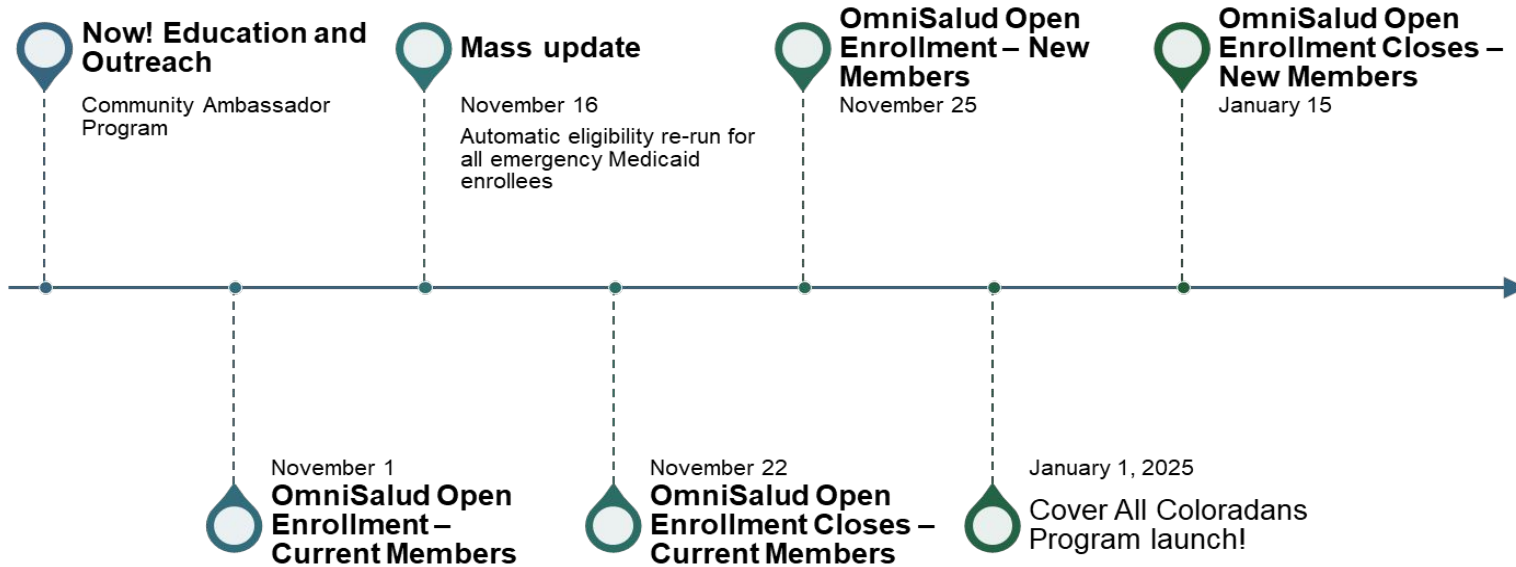 Now! Education and
Outreach
Community Ambassador
Program
Mass update
November 16
Automatic eligibility re-run for
all emergency Medicaid
enrollees
OmniSalud Open
Enrollment – New
Members
November 25
OmniSalud Open
Enrollment Closes –
New Members
January 15
November 1
OmniSalud Open
Enrollment –
Current Members
November 22
OmniSalud Open
Enrollment Closes –
Current Members
January 1, 2025
Cover All Coloradans
Program launch!